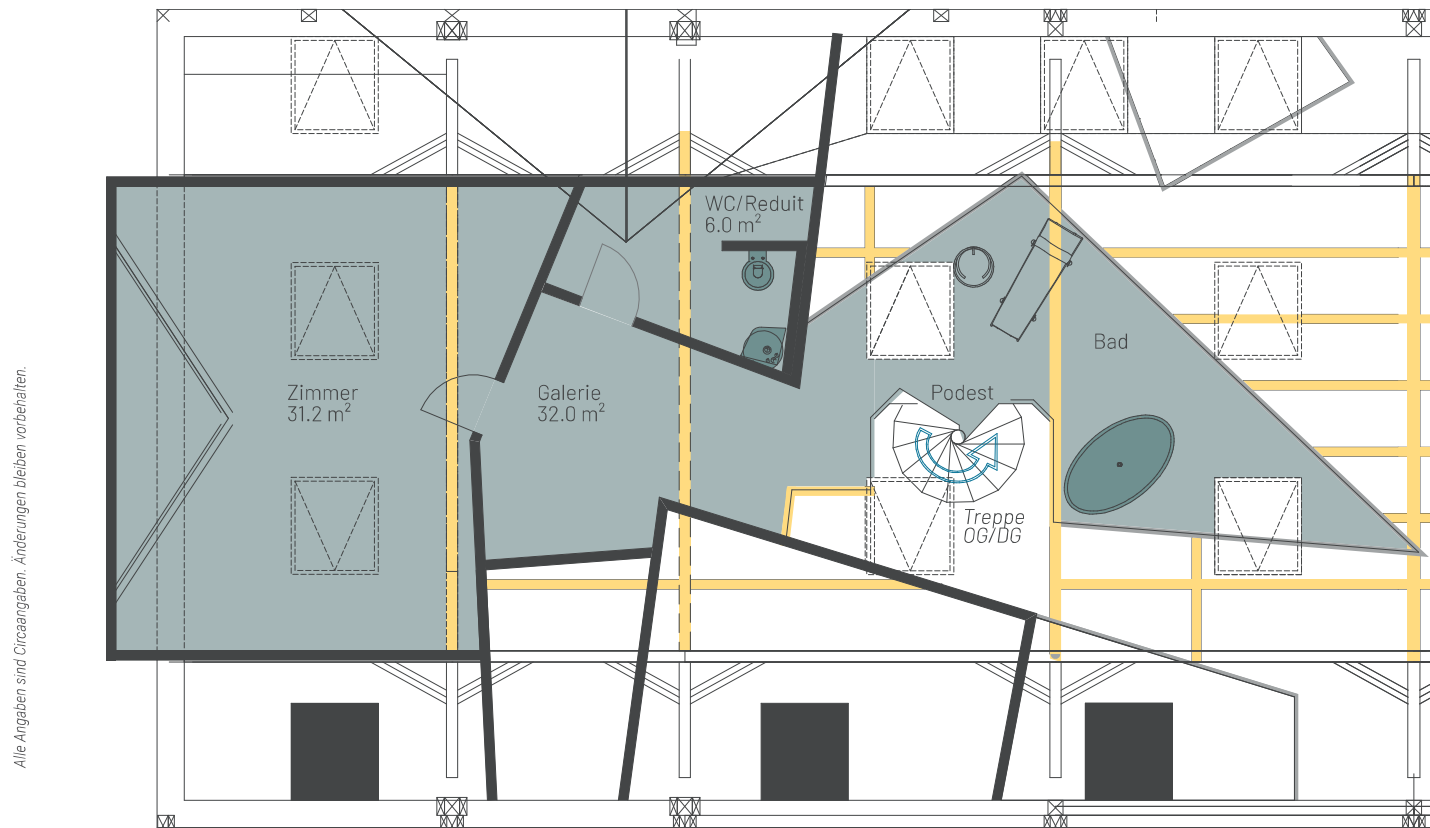 WC/Reduit
6.0 m²
Bad
Zimmer
31.2 m²
Galerie
32.0 m²
Podest
Treppe
OG/DG
Alle Angaben sind Circaangaben. Änderungen bleiben vorbehalten.